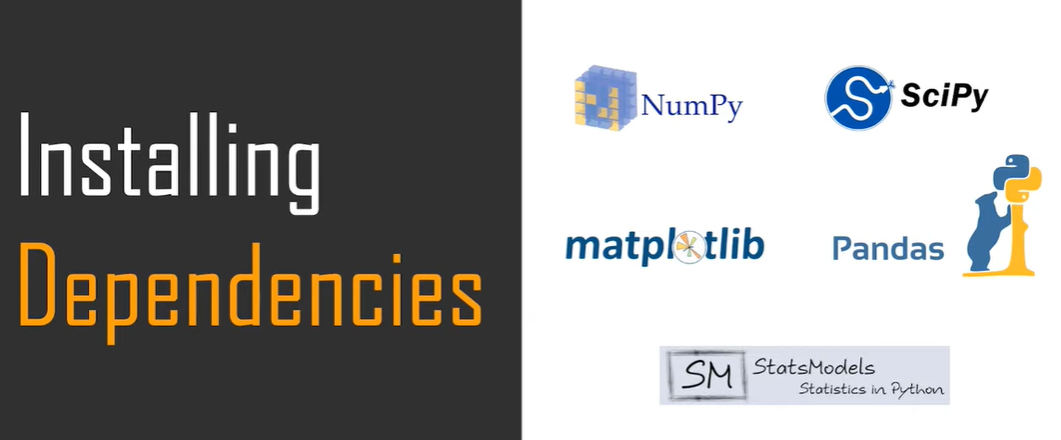 Installing
Dependencies
NumPy
SciPy
matplotlib
Pandas
SM
StatsModels
Statistics in Python